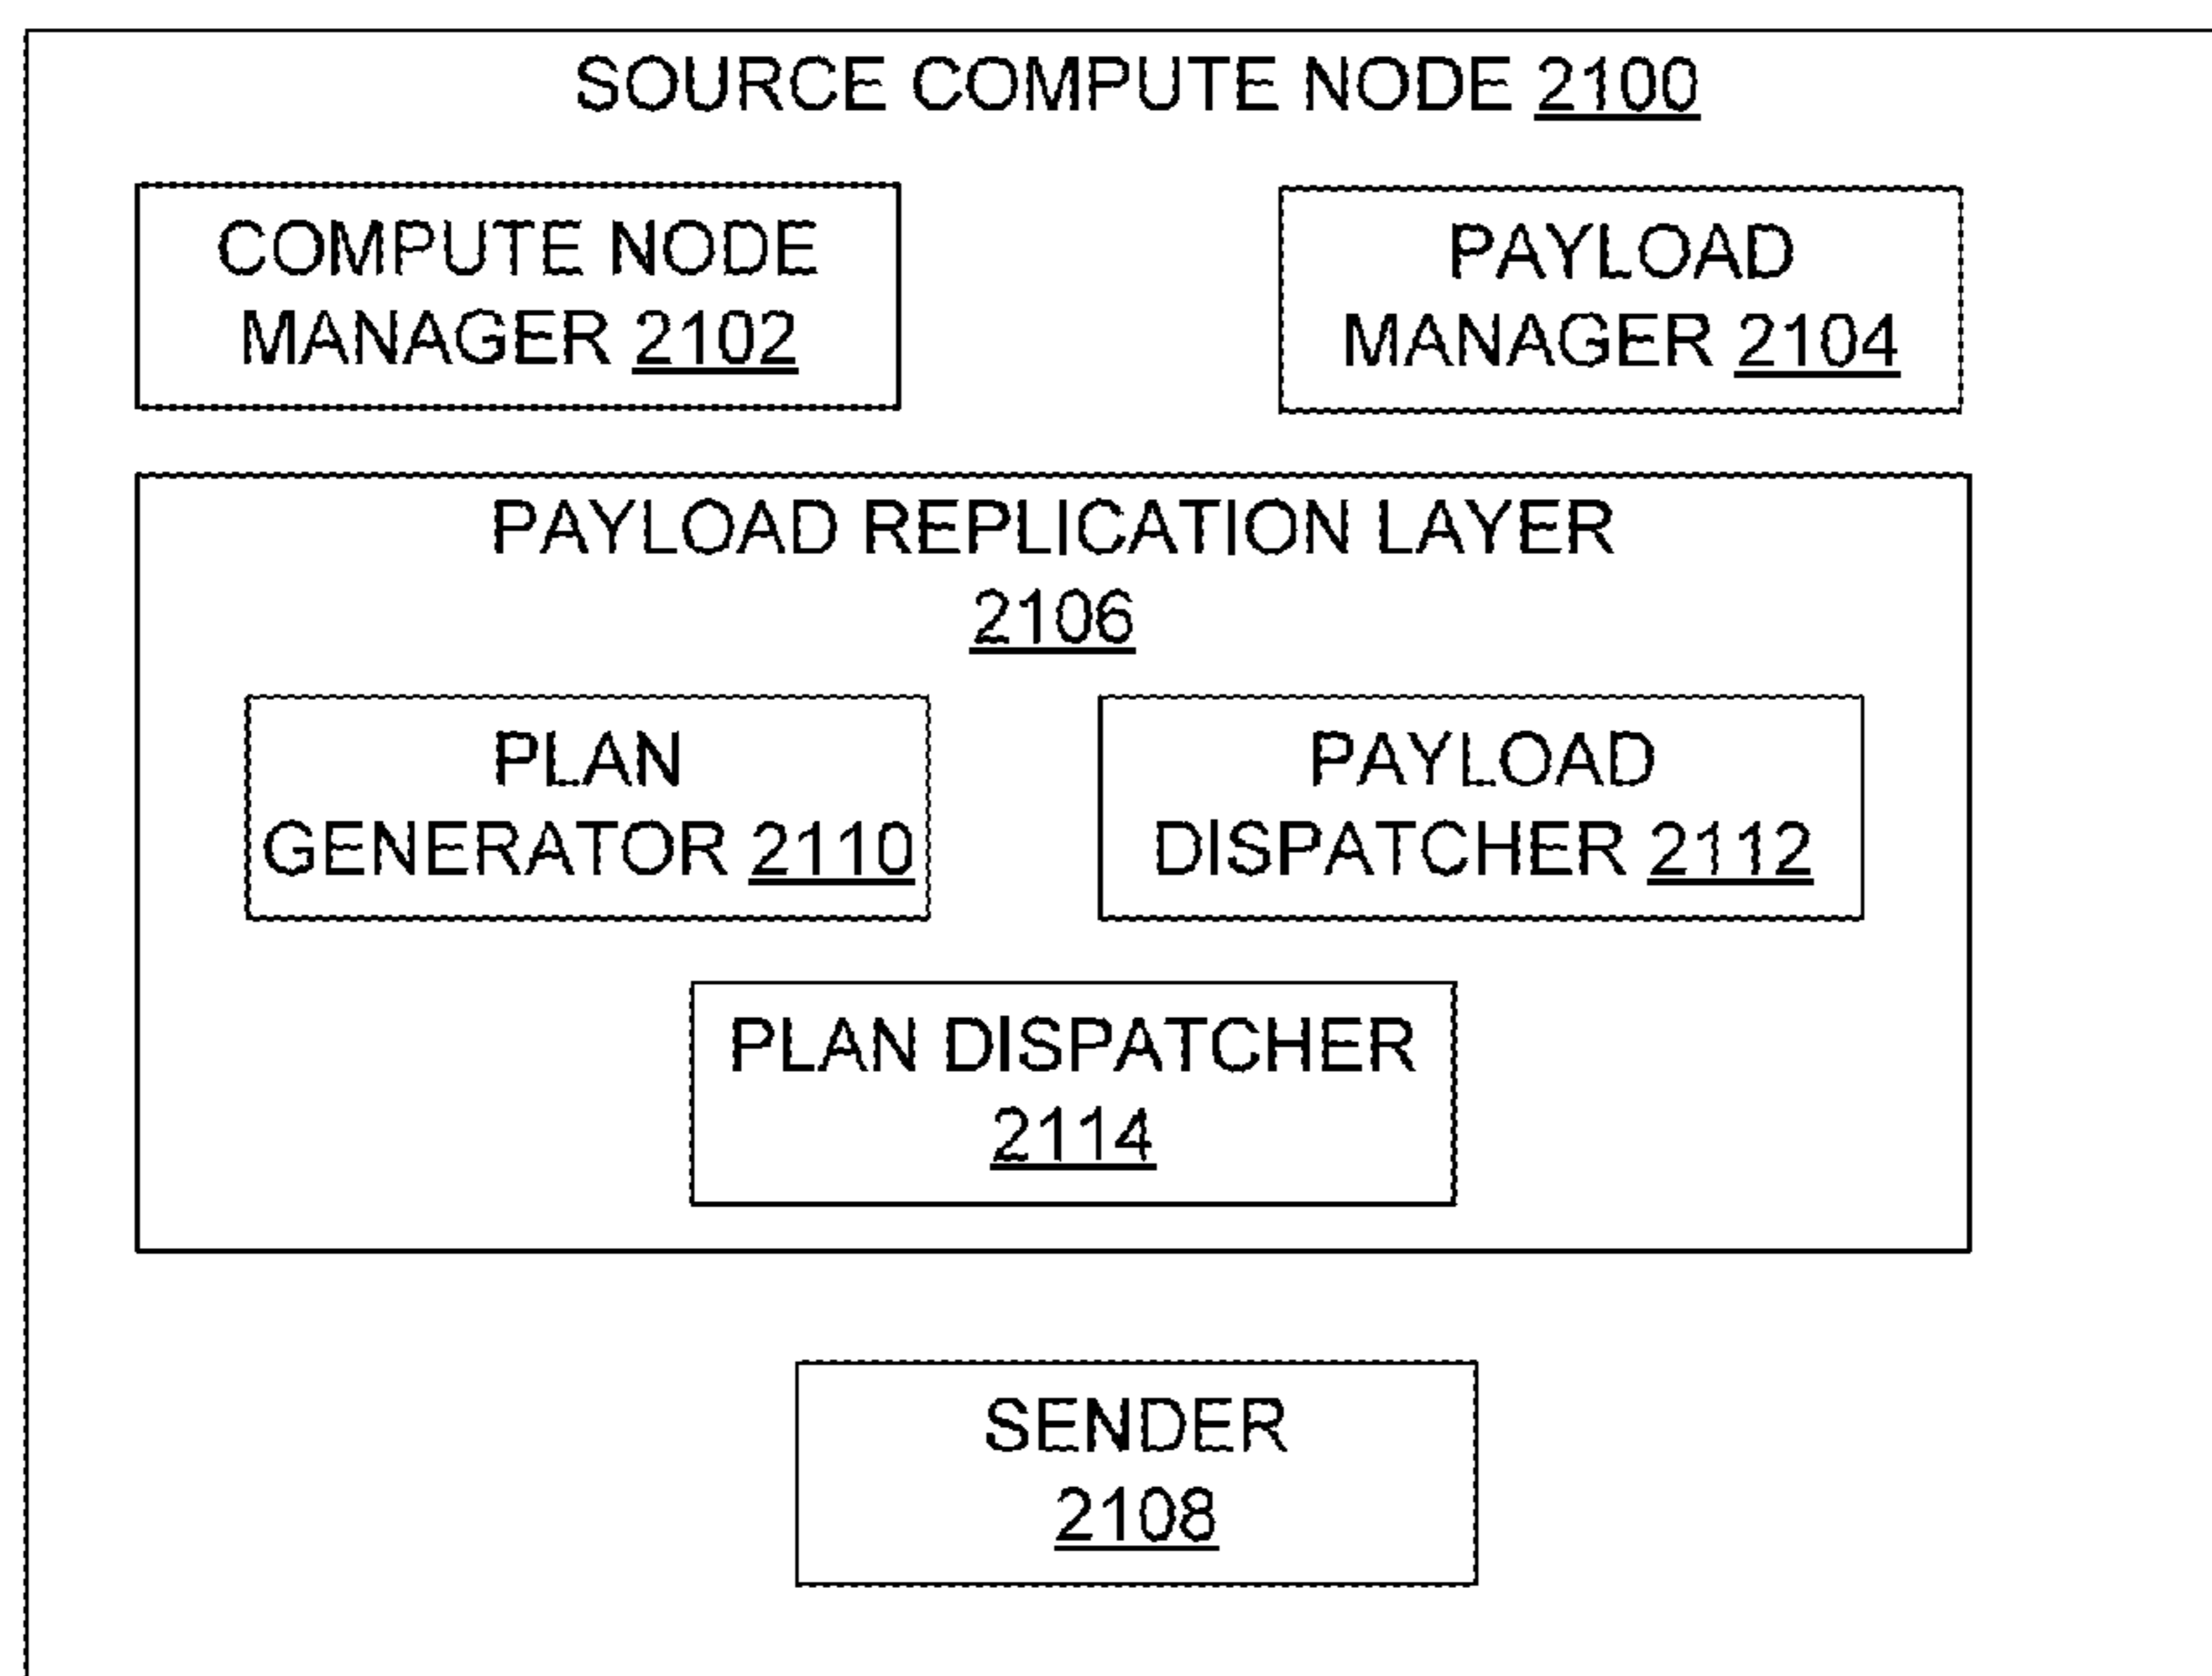 SOURCE COMPUTE NODE 2100
COMPUTE NODE
MANAGER 2102
PAYLOAD
MANAGER 2104
PAYLOAD REPLICATION LAYER
2106
PLAN
GENERATOR 2110
PAYLOAD
DISPATCHER 2112
PLAN DISPATCHER
2114
SENDER
2108